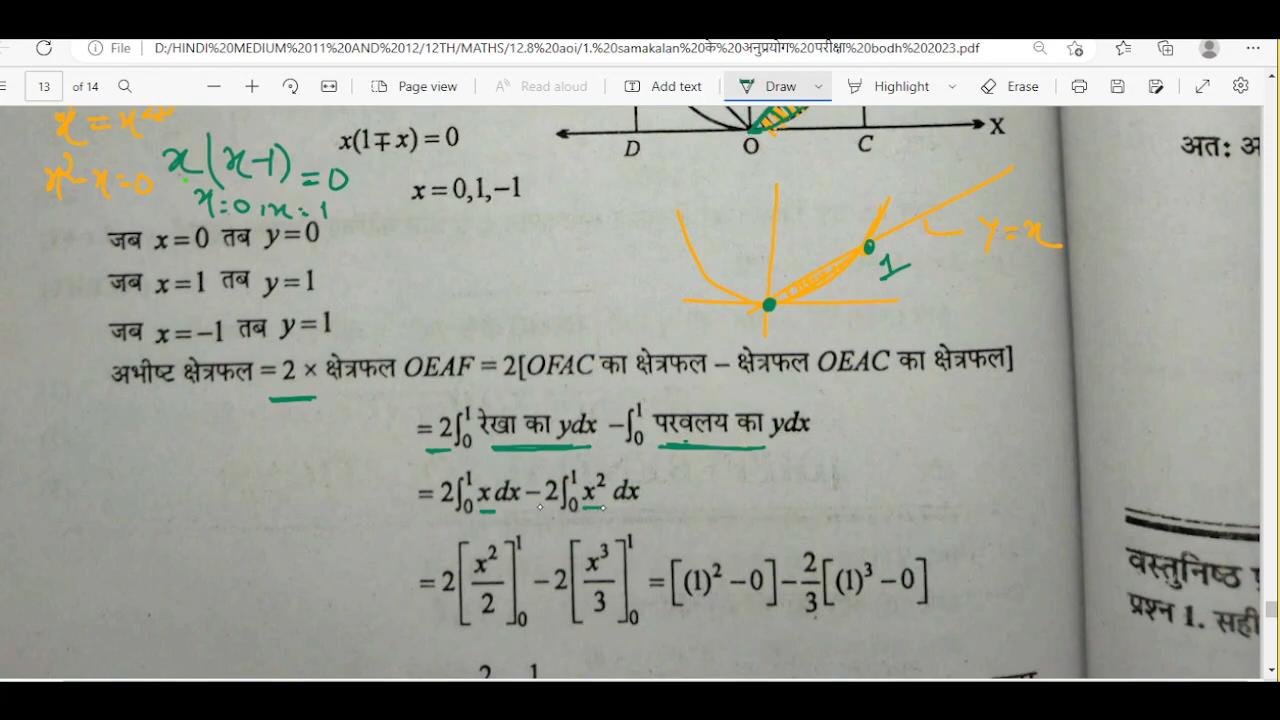 File | D:/HINDI%20MEDIUM%2011%20AND%2012/12TH/MATHS/12.8%20aoi/1.%20samakalan%20के%20अनुप्रयोग%20परीक्षा%20bodh%202023.pdf
13 of 14 Page view Read aloud Add text Draw Highlight Erase
x(1∓x)=0
x=0,1,-1
x²-x=0
x(x-1)=0
x=0, x=1
D O C X
y=x
1
जब x=0 तब y=0
जब x=1 तब y=1
जब x=-1 तब y=1
अभीष्ट क्षेत्रफल = 2 × क्षेत्रफल OEAF = 2[OFAC का क्षेत्रफल – क्षेत्रफल OEAC का क्षेत्रफल]
= 2∫₀¹ रेखा का ydx – ∫₀¹ परवलय का ydx
= 2∫₀¹ x dx – 2∫₀¹ x² dx
= 2[x²/2]₀¹ – 2[x³/3]₀¹ = [(1)² – 0] – 2/3[(1)³ – 0]
2 1
अतः
वस्तुनिष्ठ
प्रश्न 1. सही